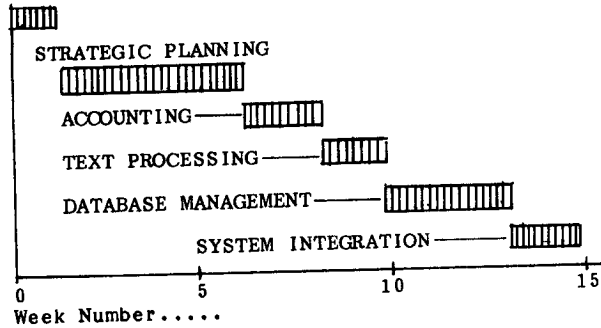 STRATEGIC PLANNING
ACCOUNTING
TEXT PROCESSING
DATABASE MANAGEMENT
SYSTEM INTEGRATION
0 5 10 15
Week Number.....